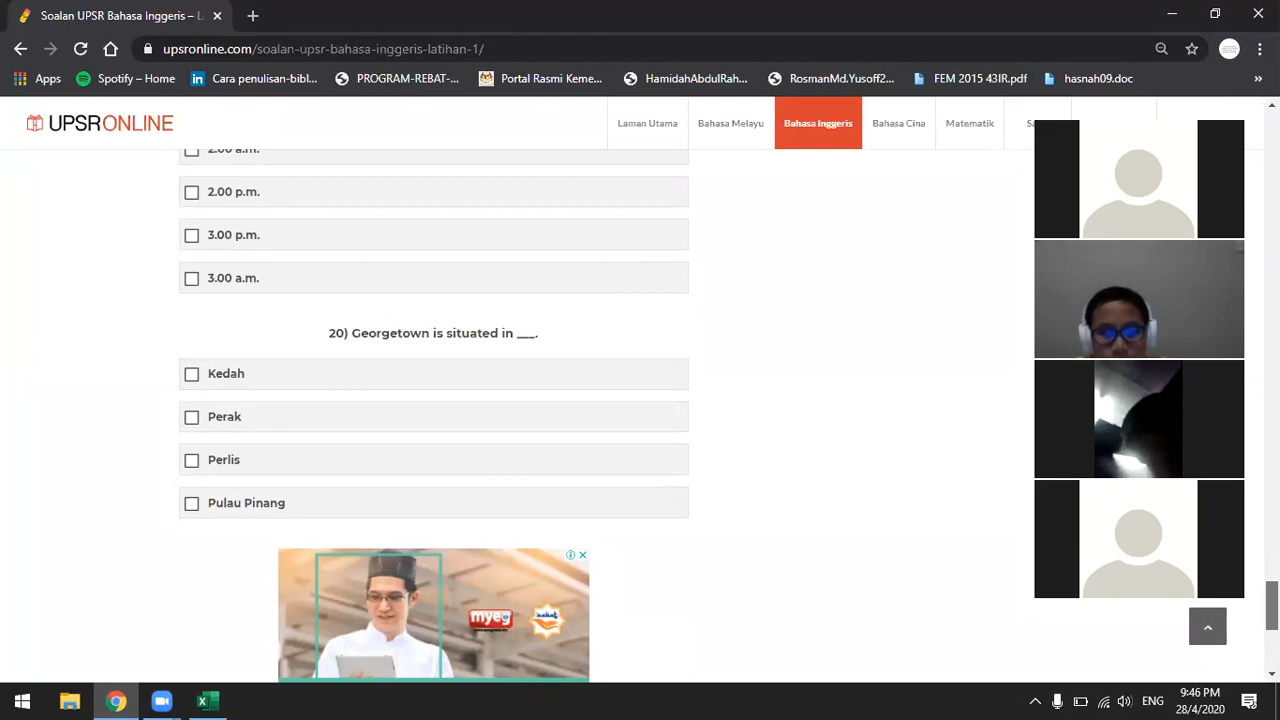 Soalan UPSR Bahasa Inggeris – L
upsronline.com/soalan-upsr-bahasa-inggeris-latihan-1/
Apps Spotify – Home Cara penulisan-bibl... PROGRAM-REBAT-... Portal Rasmi Keme... HamidahAbdulRah... RosmanMd.Yusoff2... FEM 2015 43IR.pdf hasnah09.doc »
UPSRONLINE Laman Utama Bahasa Melayu Bahasa Inggeris Bahasa Cina Matematik Sa
2.00 a.m.
2.00 p.m.
3.00 p.m.
3.00 a.m.
20) Georgetown is situated in ___.
Kedah
Perak
Perlis
Pulau Pinang
myeg
ENG
9:46 PM
28/4/2020